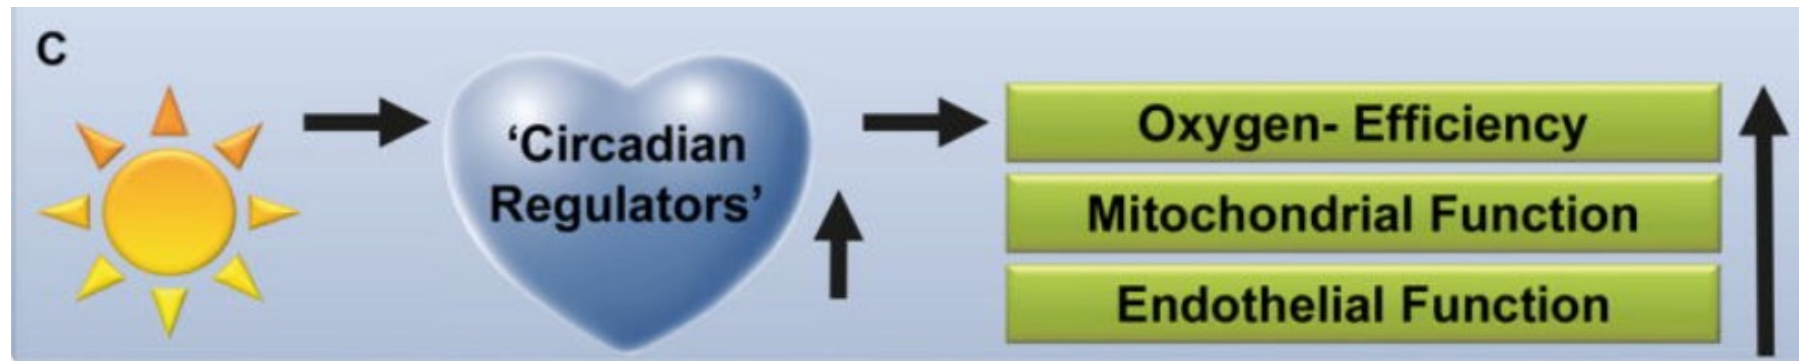 C
‘Circadian
Regulators’
Oxygen- Efficiency
Mitochondrial Function
Endothelial Function